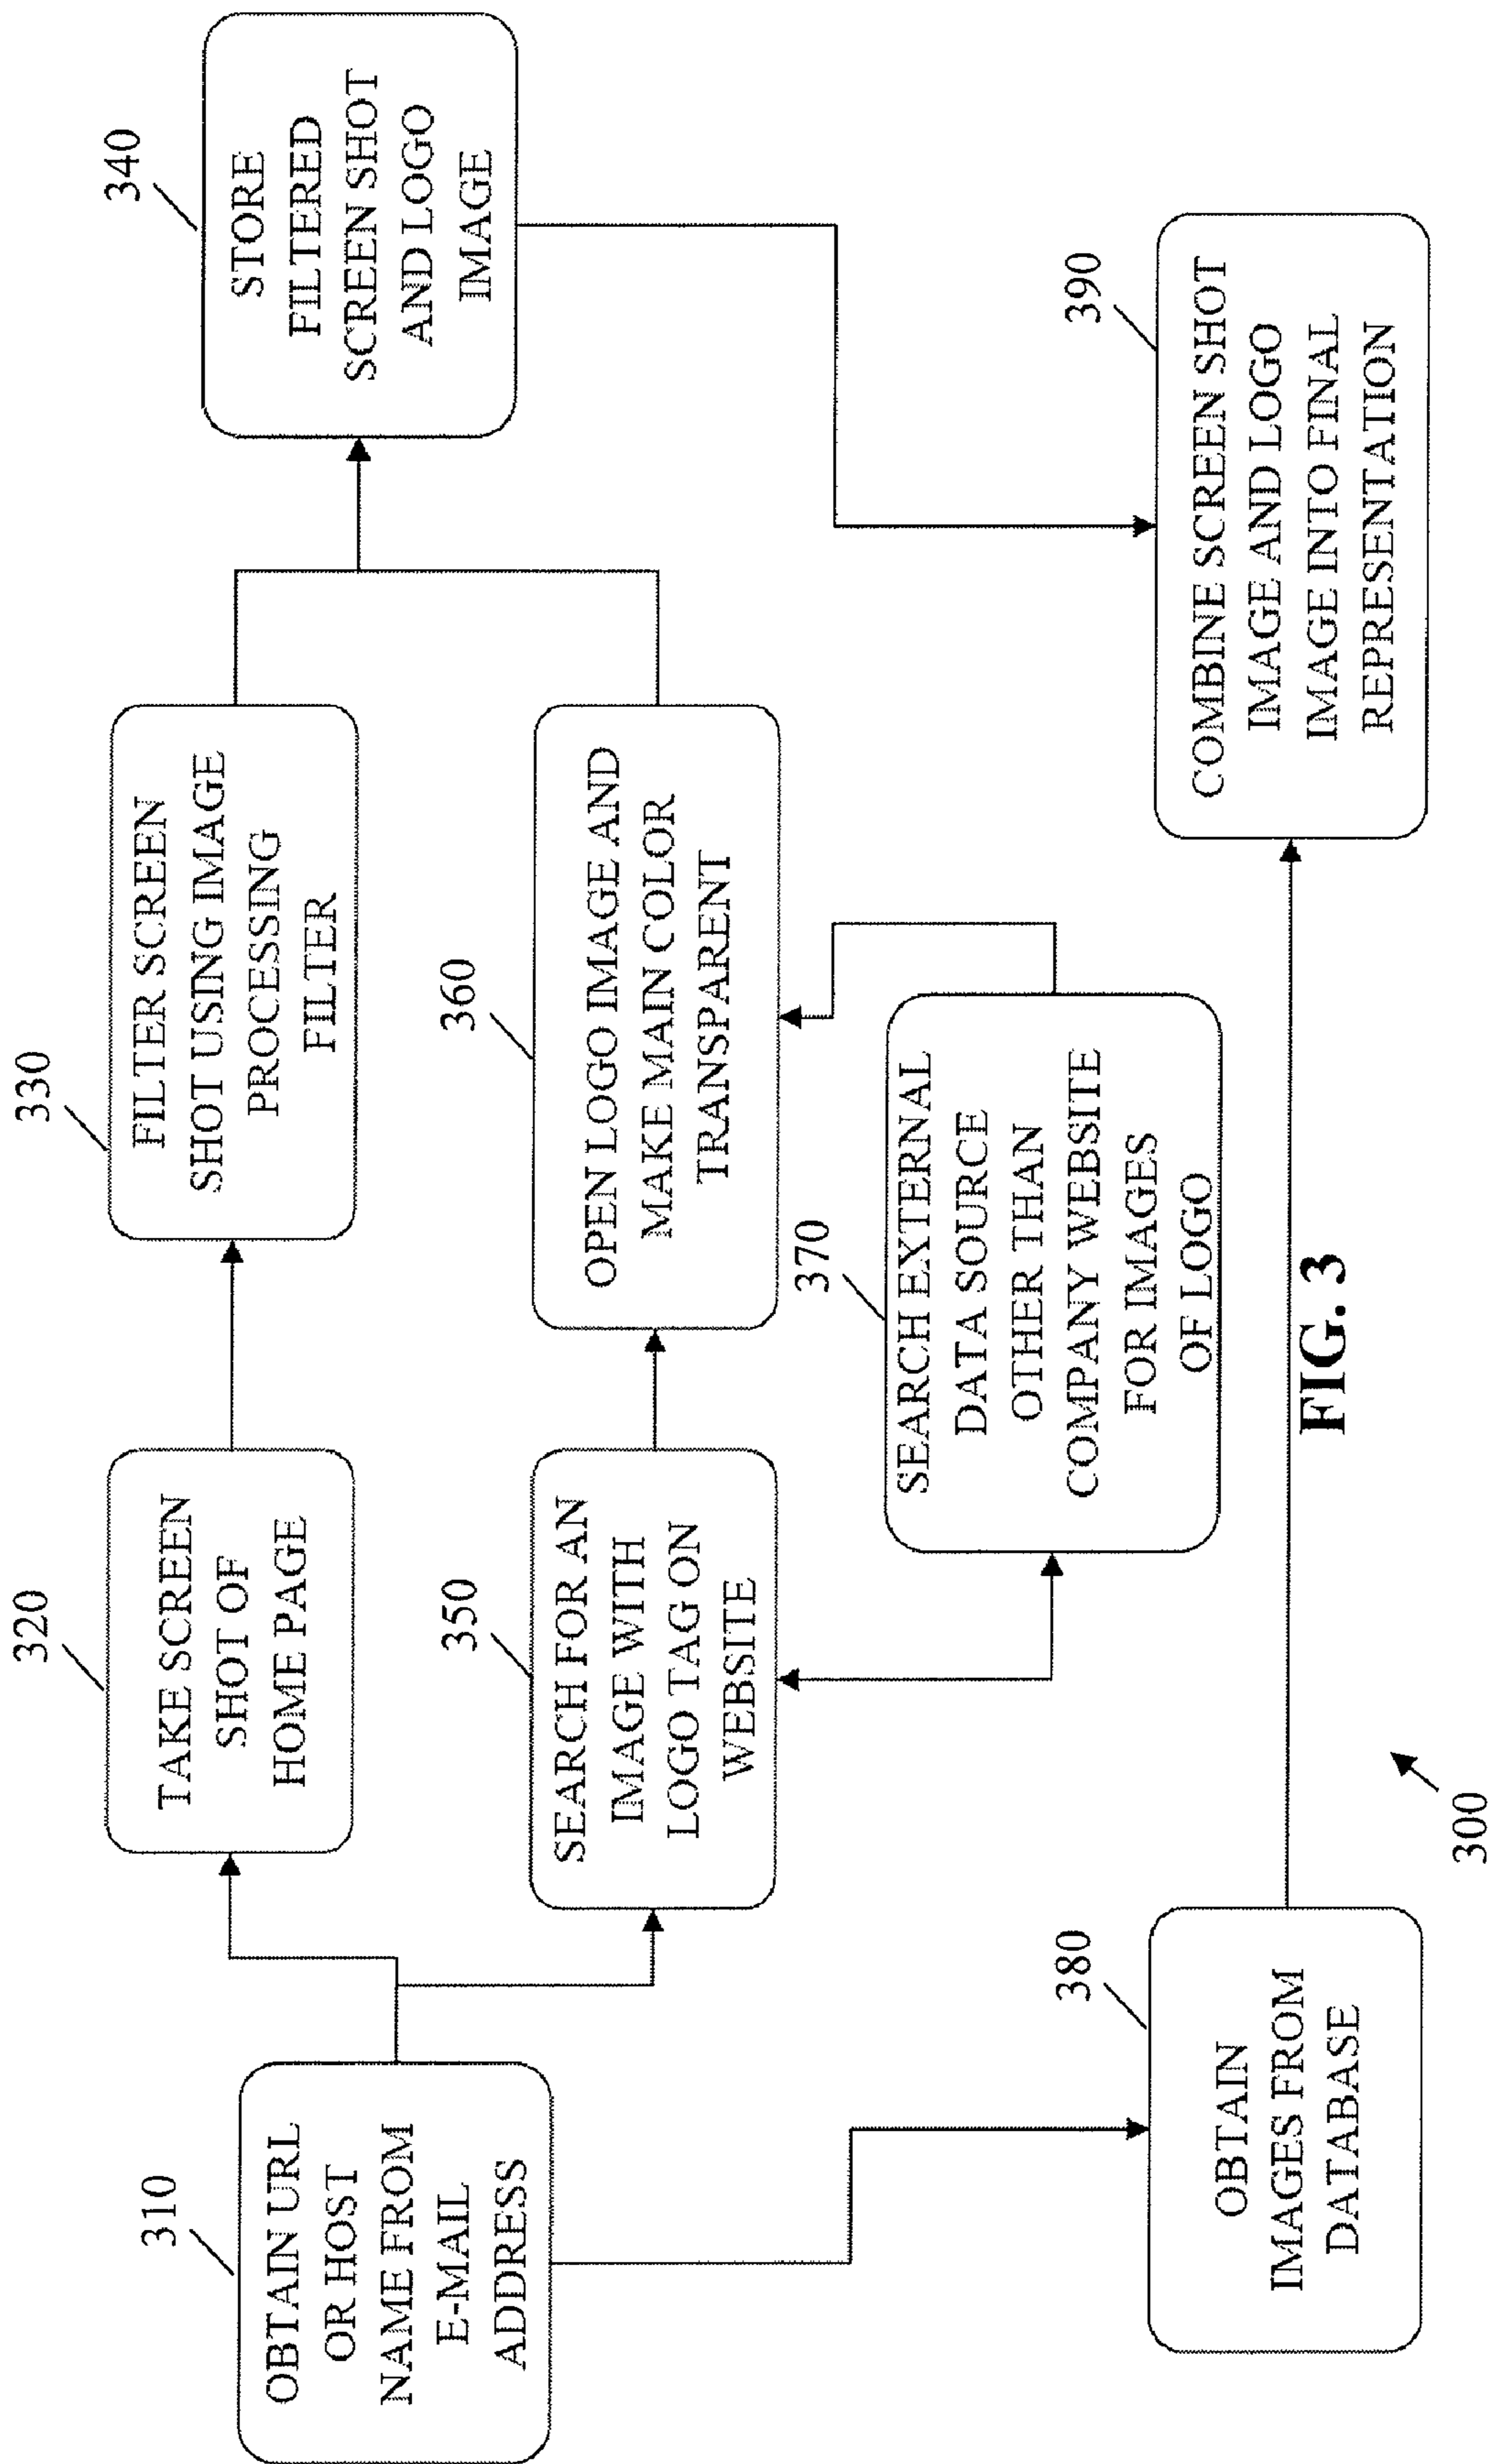 310
OBTAIN URL
OR HOST
NAME FROM
E-MAIL
ADDRESS
320
TAKE SCREEN
SHOT OF
HOME PAGE
330
FILTER SCREEN
SHOT USING IMAGE
PROCESSING
FILTER
340
STORE
FILTERED
SCREEN SHOT
AND LOGO
IMAGE
350
SEARCH FOR AN
IMAGE WITH
LOGO TAG ON
WEBSITE
360
OPEN LOGO IMAGE AND
MAKE MAIN COLOR
TRANSPARENT
370
SEARCH EXTERNAL
DATA SOURCE
OTHER THAN
COMPANY WEBSITE
FOR IMAGES
OF LOGO
380
OBTAIN
IMAGES FROM
DATABASE
390
COMBINE SCREEN SHOT
IMAGE AND LOGO
IMAGE INTO FINAL
REPRESENTATION
300
FIG. 3